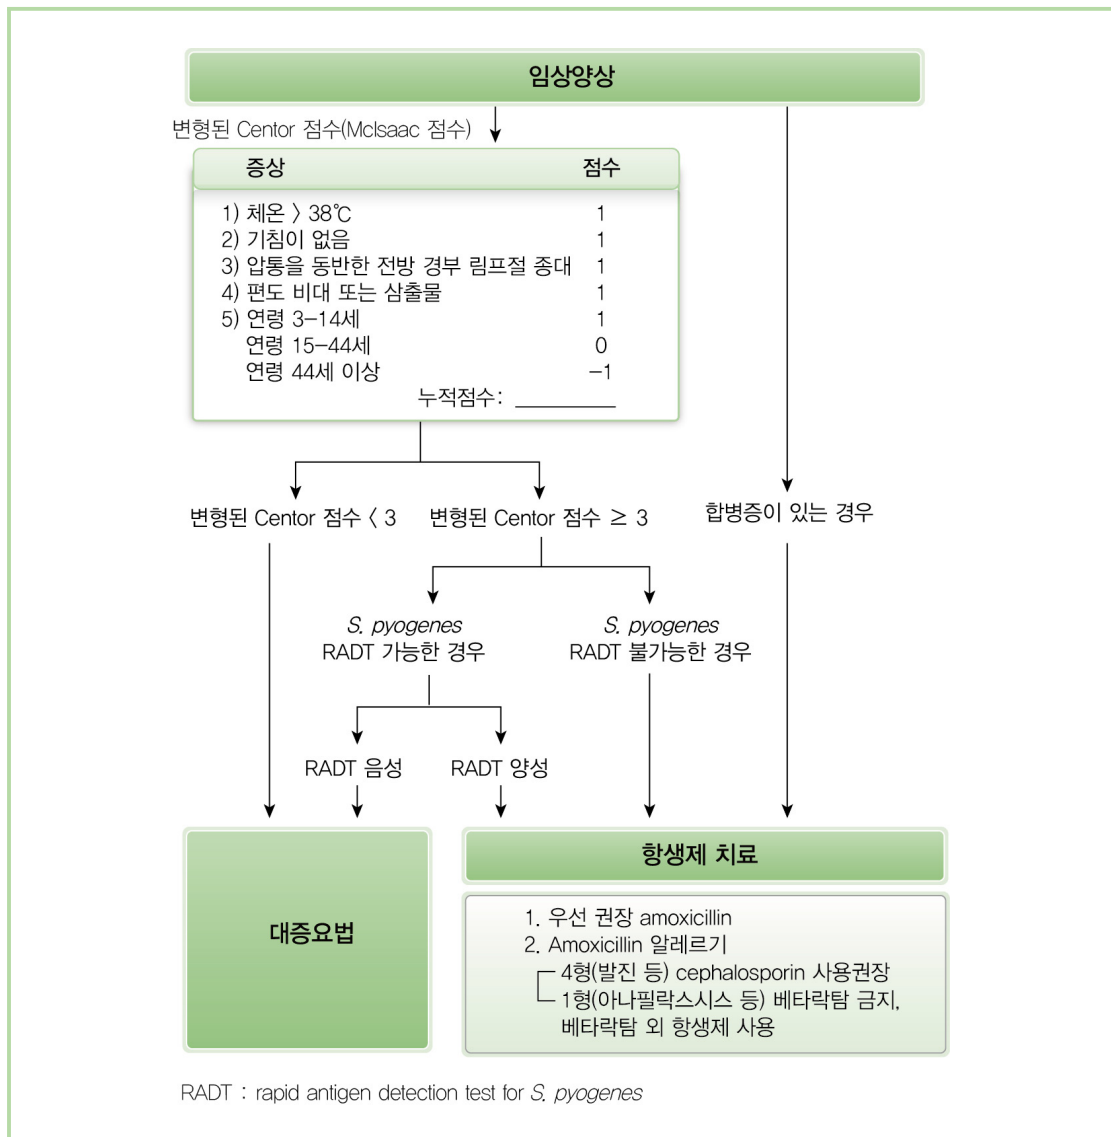 임상양상
변형된 Centor 점수(McIsaac 점수)
증상 점수
1) 체온 > 38℃ 1
2) 기침이 없음 1
3) 압통을 동반한 전방 경부 림프절 종대 1
4) 편도 비대 또는 삼출물 1
5) 연령 3-14세 1
연령 15-44세 0
연령 44세 이상 -1
누적점수: __________
변형된 Centor 점수 < 3
변형된 Centor 점수 ≥ 3
합병증이 있는 경우
S. pyogenes
RADT 가능한 경우
S. pyogenes
RADT 불가능한 경우
RADT 음성
RADT 양성
대증요법
항생제 치료
1. 우선 권장 amoxicillin
2. Amoxicillin 알레르기
4형(발진 등) cephalosporin 사용권장
1형(아나필락스시스 등) 베타락탐 금지,
베타락탐 외 항생제 사용
RADT : rapid antigen detection test for S. pyogenes